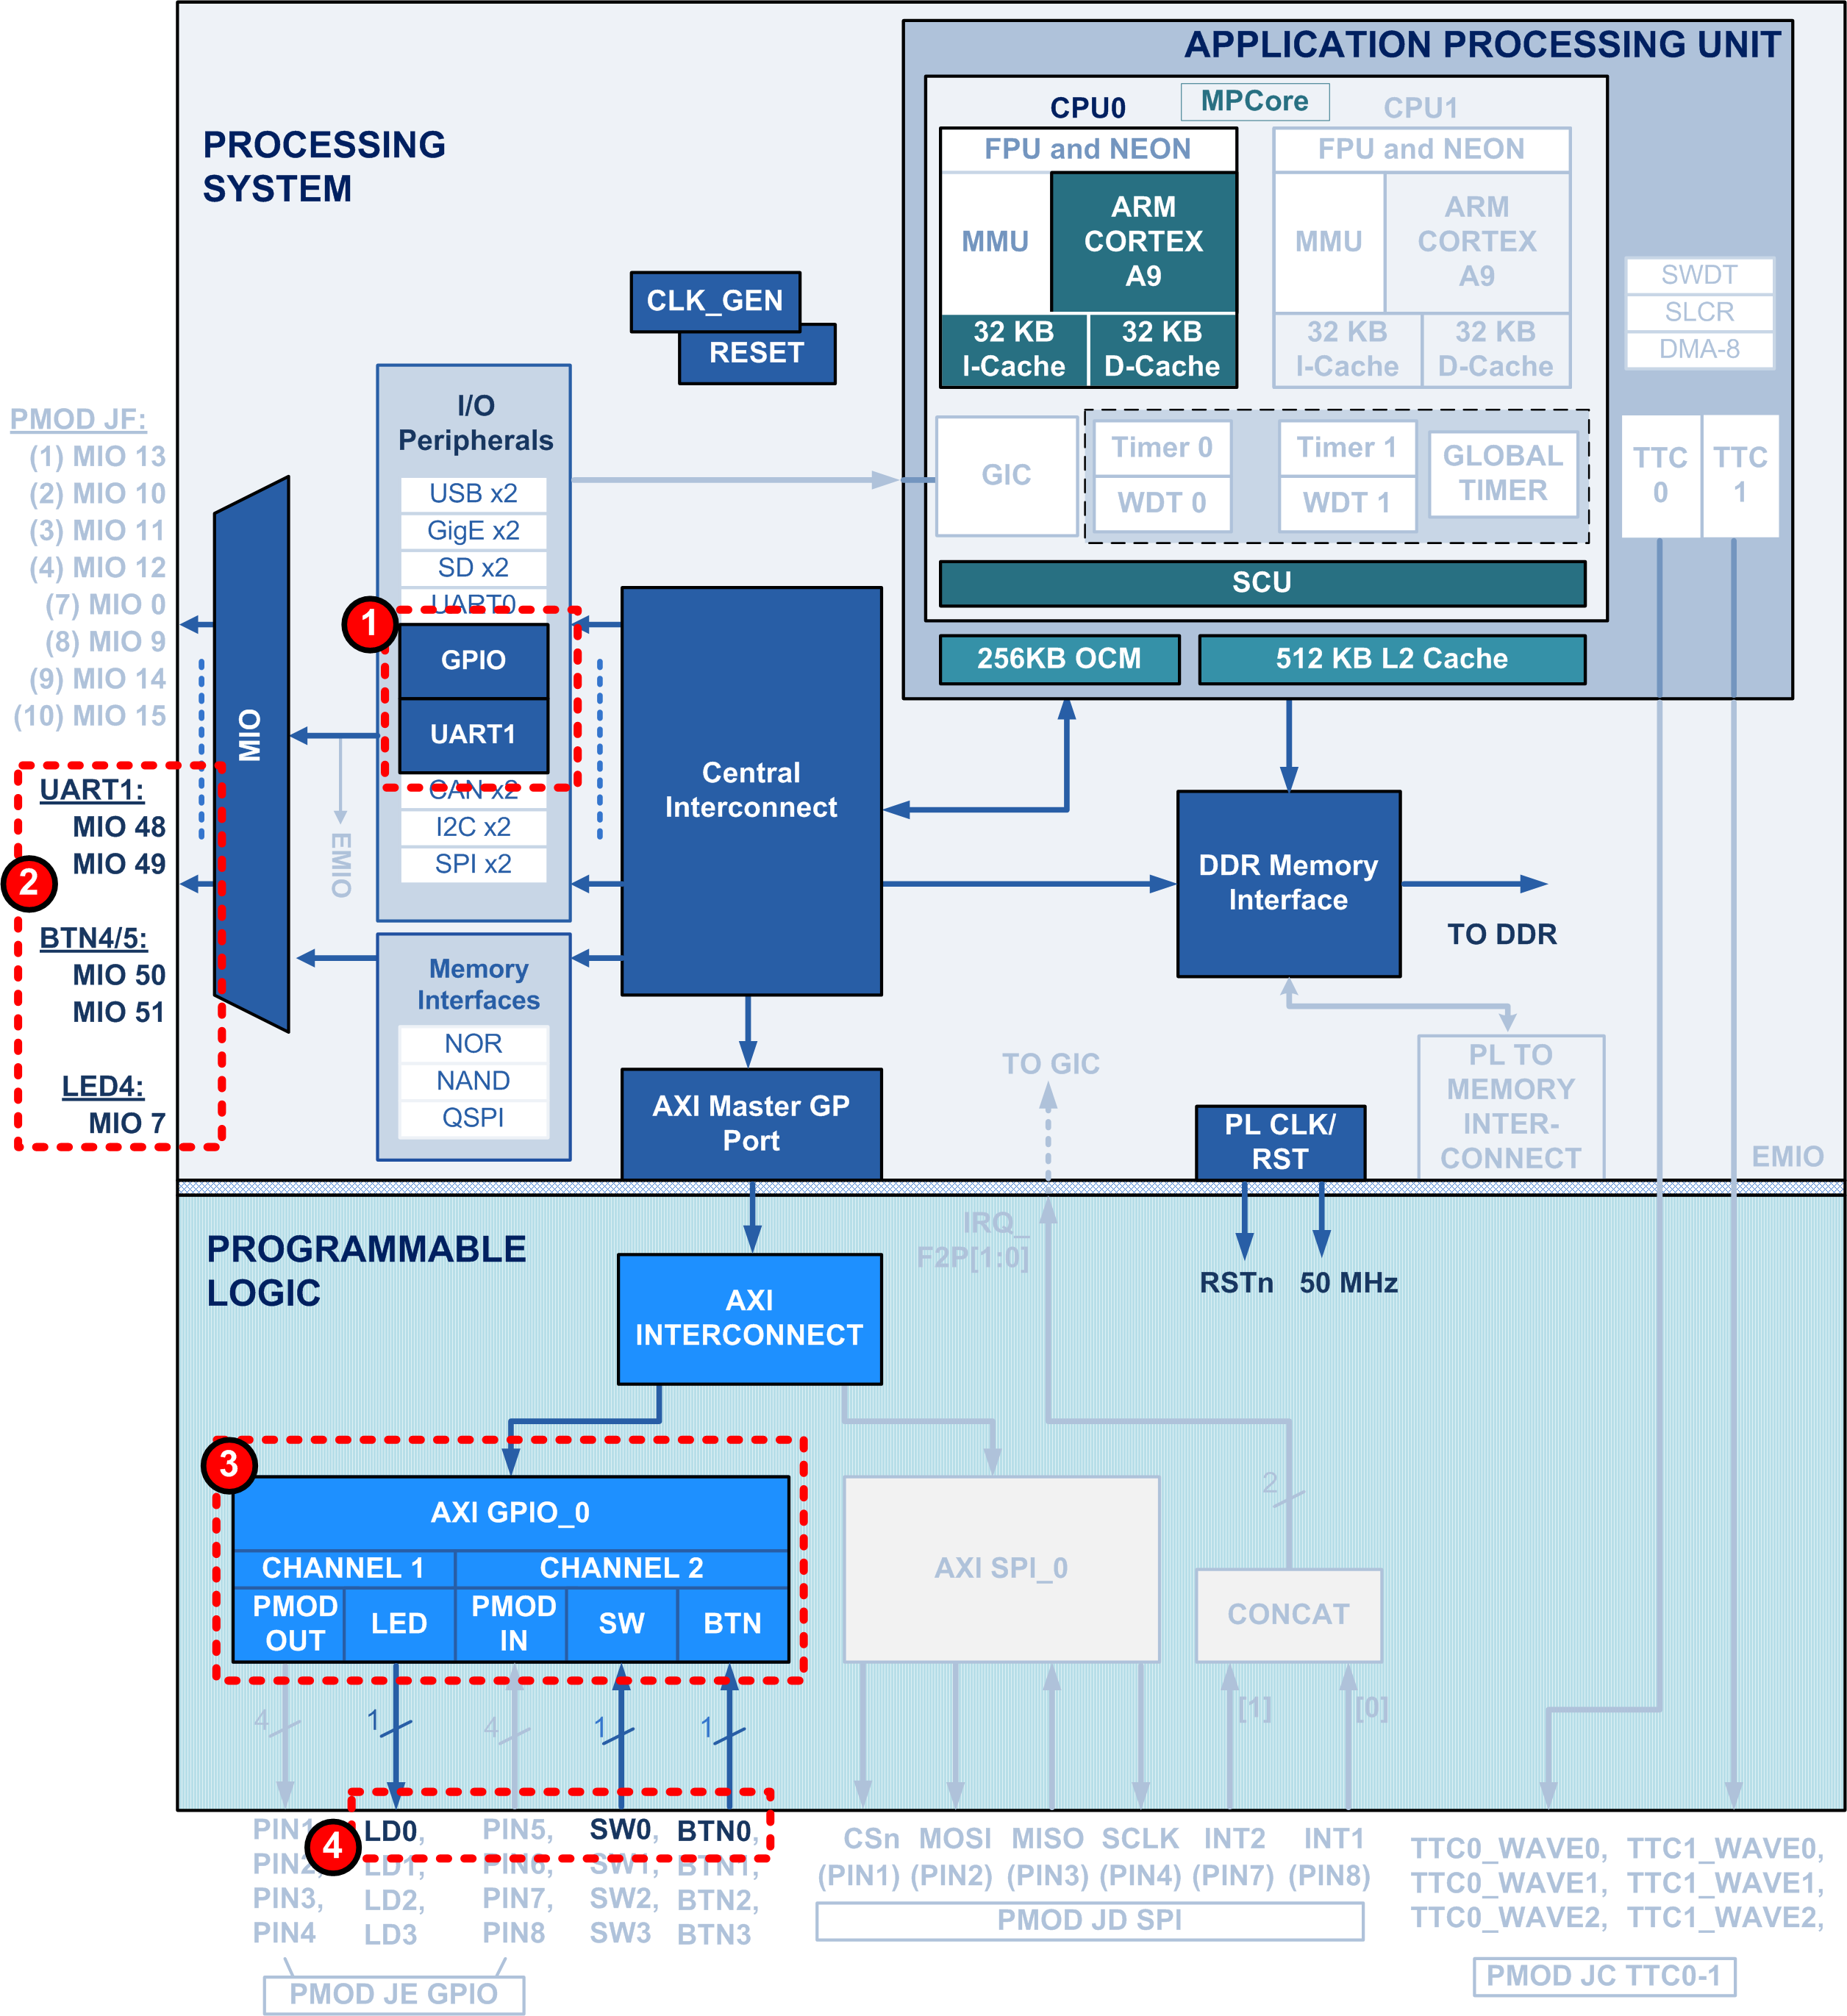 APPLICATION PROCESSING UNIT
PROCESSING
SYSTEM
CPU0
MPCore
CPU1
FPU and NEON
MMU
ARM
CORTEX
A9
32 KB
I-Cache
32 KB
D-Cache
FPU and NEON
MMU
ARM
CORTEX
A9
32 KB
I-Cache
32 KB
D-Cache
SWDT
SLCR
DMA-8
CLK_GEN
RESET
GIC
Timer 0
WDT 0
Timer 1
WDT 1
GLOBAL
TIMER
TTC
0
TTC
1
SCU
256KB OCM
512 KB L2 Cache
PMOD JF:
(1) MIO 13
(2) MIO 10
(3) MIO 11
(4) MIO 12
(7) MIO 0
(8) MIO 9
(9) MIO 14
(10) MIO 15
UART1:
MIO 48
MIO 49
2
BTN4/5:
MIO 50
MIO 51
LED4:
MIO 7
MIO
I/O
Peripherals
USB x2
GigE x2
SD x2
UART0
1
GPIO
UART1
CAN x2
I2C x2
SPI x2
EMIO
Memory
Interfaces
NOR
NAND
QSPI
Central
Interconnect
DDR Memory
Interface
TO DDR
AXI Master GP
Port
TO GIC
PL CLK/
RST
PL TO
MEMORY
INTER-
CONNECT
EMIO
PROGRAMMABLE
LOGIC
IRQ_
F2P[1:0]
RSTn
50 MHz
AXI
INTERCONNECT
3
AXI GPIO_0
CHANNEL 1
CHANNEL 2
PMOD
OUT
LED
PMOD
IN
SW
BTN
AXI SPI_0
2
CONCAT
4
1
4
1
1
[1]
[0]
4
PIN1,
PIN2,
PIN3,
PIN4
LD0,
LD1,
LD2,
LD3
PIN5,
PIN6,
PIN7,
PIN8
SW0,
SW1,
SW2,
SW3
BTN0,
BTN1,
BTN2,
BTN3
PMOD JE GPIO
CSn
(PIN1)
MOSI
(PIN2)
MISO
(PIN3)
SCLK
(PIN4)
INT2
(PIN7)
INT1
(PIN8)
PMOD JD SPI
TTC0_WAVE0,
TTC0_WAVE1,
TTC0_WAVE2,
TTC1_WAVE0,
TTC1_WAVE1,
TTC1_WAVE2,
PMOD JC TTC0-1